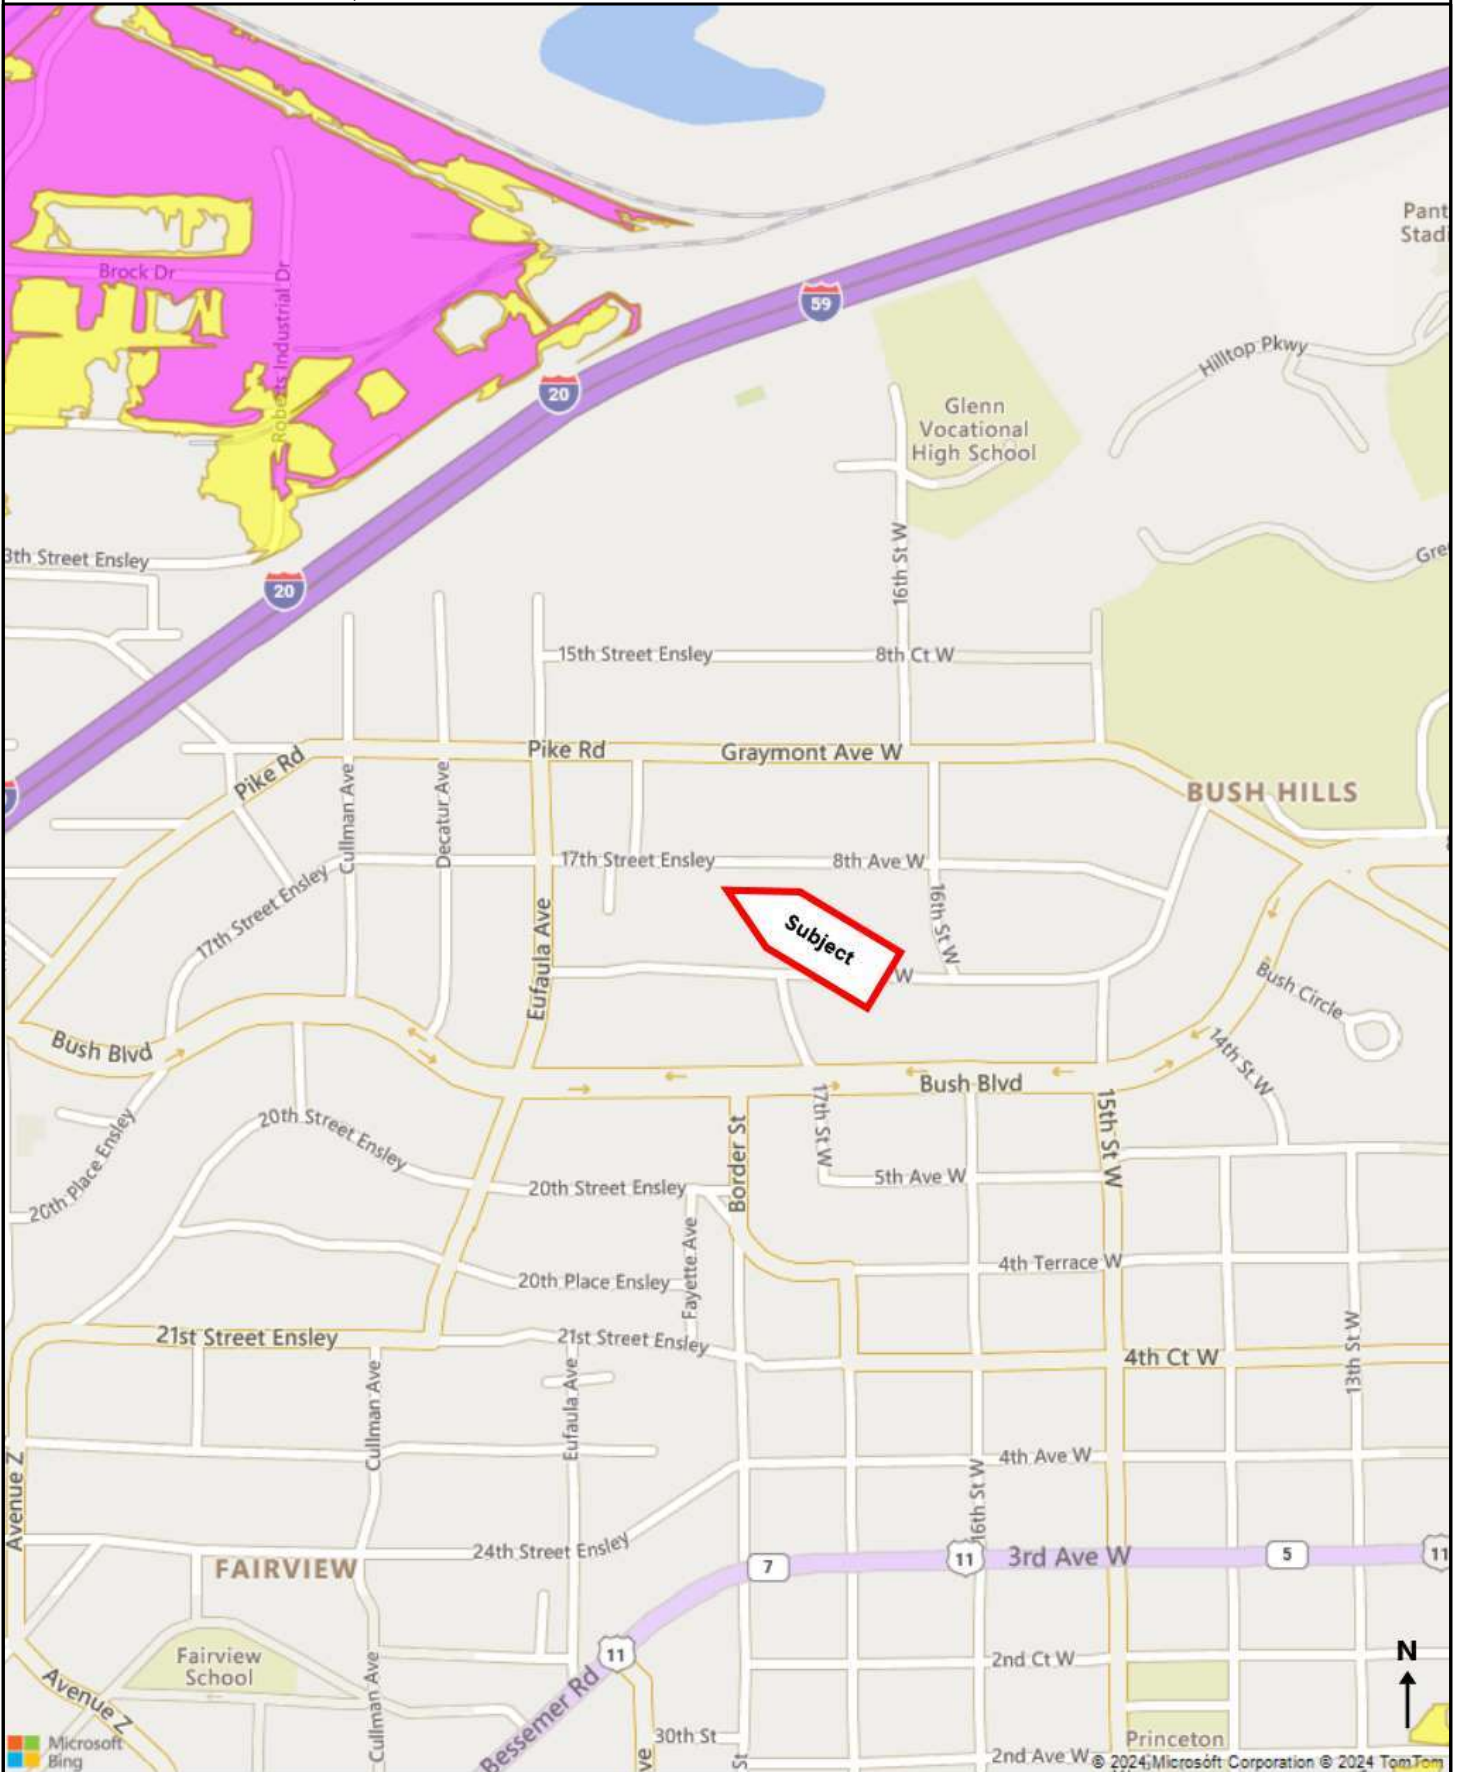 Pant
Stadi
Brock Dr
Roberts Industrial Dr
59
Hilltop Pkwy
20
Glenn
Vocational
High School
16th St W
Gre
3th Street Ensley
20
15th Street Ensley
8th Ct W
Pike Rd
Graymont Ave W
Pike Rd
BUSH HILLS
Cullman Ave
Decatur Ave
17th Street Ensley
8th Ave W
17th Street Ensley
Eufaula Ave
16th St W
Subject
W
Bush Circle
Bush Blvd
14th St W
Bush Blvd
20th Street Ensley
17th St W
15th St W
Border St
20th Place Ensley
20th Street Ensley
5th Ave W
Fayette Ave
4th Terrace W
20th Place Ensley
21st Street Ensley
21st Street Ensley
4th Ct W
13th St W
Cullman Ave
Eufaula Ave
4th Ave W
Avenue Z
16th St W
24th Street Ensley
FAIRVIEW
7
11
3rd Ave W
5
11
Fairview
School
11
2nd Ct W
N
Avenue Z
Cullman Ave
Bessemer Rd
30th St
Princeton
Microsoft
Bing
ve
St
2nd Ave W
© 2024 Microsoft Corporation © 2024 TomTom